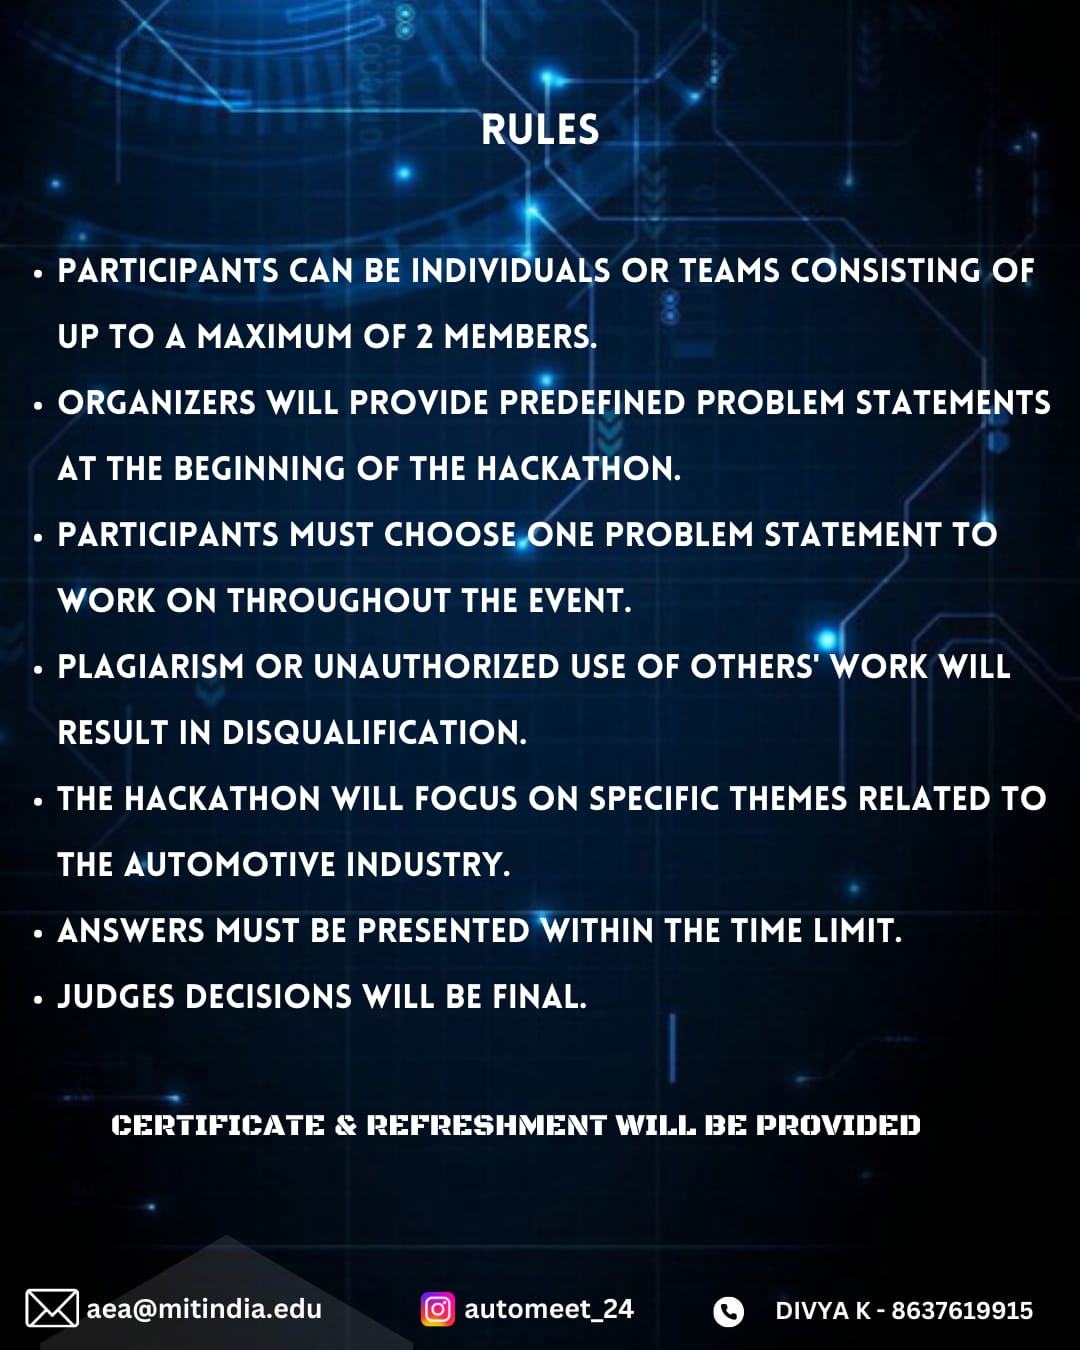 RULES
• PARTICIPANTS CAN BE INDIVIDUALS OR TEAMS CONSISTING OF
UP TO A MAXIMUM OF 2 MEMBERS.
• ORGANIZERS WILL PROVIDE PREDEFINED PROBLEM STATEMENTS
AT THE BEGINNING OF THE HACKATHON.
• PARTICIPANTS MUST CHOOSE ONE PROBLEM STATEMENT TO
WORK ON THROUGHOUT THE EVENT.
• PLAGIARISM OR UNAUTHORIZED USE OF OTHERS' WORK WILL
RESULT IN DISQUALIFICATION.
• THE HACKATHON WILL FOCUS ON SPECIFIC THEMES RELATED TO
THE AUTOMOTIVE INDUSTRY.
• ANSWERS MUST BE PRESENTED WITHIN THE TIME LIMIT.
• JUDGES DECISIONS WILL BE FINAL.
CERTIFICATE & REFRESHMENT WILL BE PROVIDED
aea@mitindia.edu automeet_24 DIVYA K - 8637619915